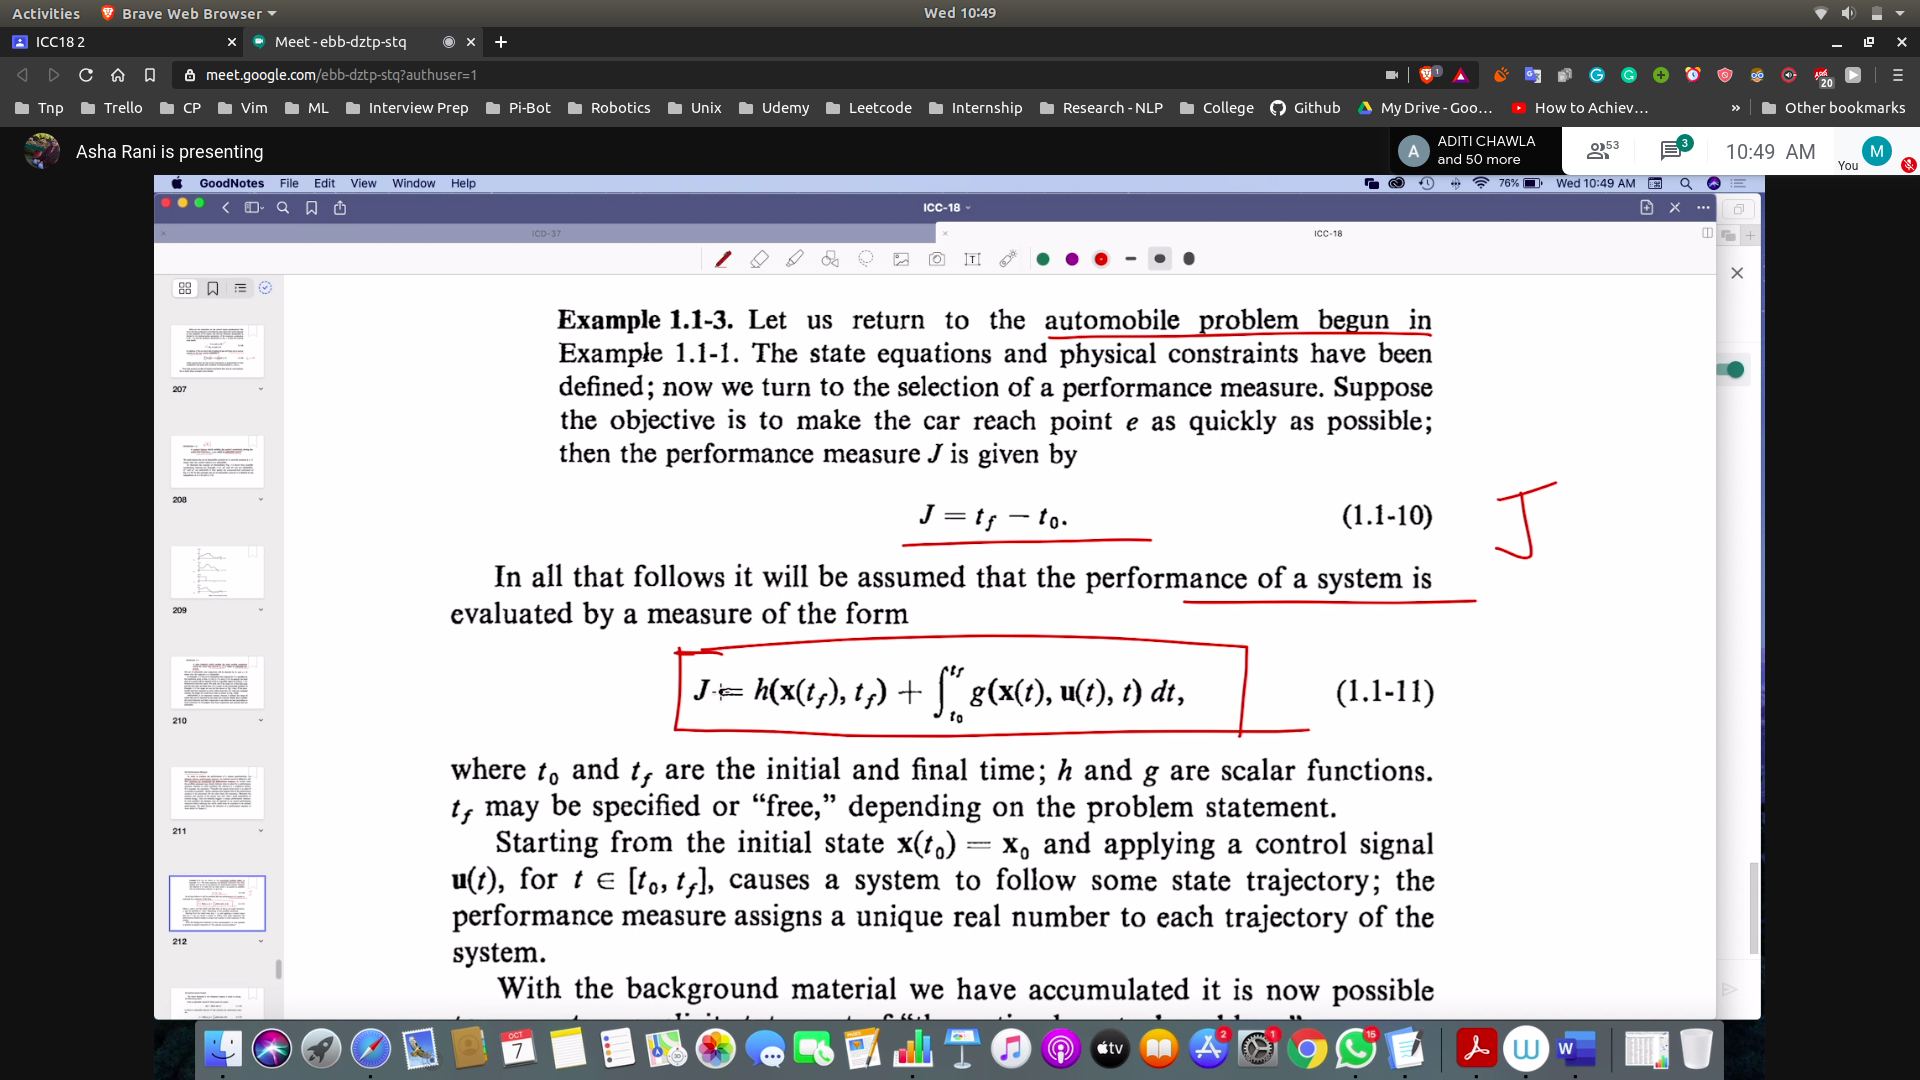 Activities Brave Web Browser Wed 10:49
ICC18 2 Meet - ebb-dztp-stq
meet.google.com/ebb-dztp-stq?authuser=1
Tnp Trello CP Vim ML Interview Prep Pi-Bot Robotics Unix Udemy Leetcode Internship Research - NLP College Github My Drive - Goo… How to Achiev… » Other bookmarks
Asha Rani is presenting
A ADITI CHAWLA
and 50 more
53 3 10:49 AM You M
GoodNotes File Edit View Window Help 76% Wed 10:49 AM
ICC-18
ICD-37 ICC-18
207
208
209
210
211
212
Example 1.1-3. Let us return to the automobile problem begun in
Example 1.1-1. The state equations and physical constraints have been
defined; now we turn to the selection of a performance measure. Suppose
the objective is to make the car reach point e as quickly as possible;
then the performance measure J is given by
J = t_f − t_0. (1.1-10)
J
In all that follows it will be assumed that the performance of a system is
evaluated by a measure of the form
J = h(x(t_f), t_f) + ∫_{t_0}^{t_f} g(x(t), u(t), t) dt, (1.1-11)
where t_0 and t_f are the initial and final time; h and g are scalar functions.
t_f may be specified or “free,” depending on the problem statement.
Starting from the initial state x(t_0) = x_0 and applying a control signal
u(t), for t ∈ [t_0, t_f], causes a system to follow some state trajectory; the
performance measure assigns a unique real number to each trajectory of the
system.
With the background material we have accumulated it is now possible
OCT
7
tv
2 1 15